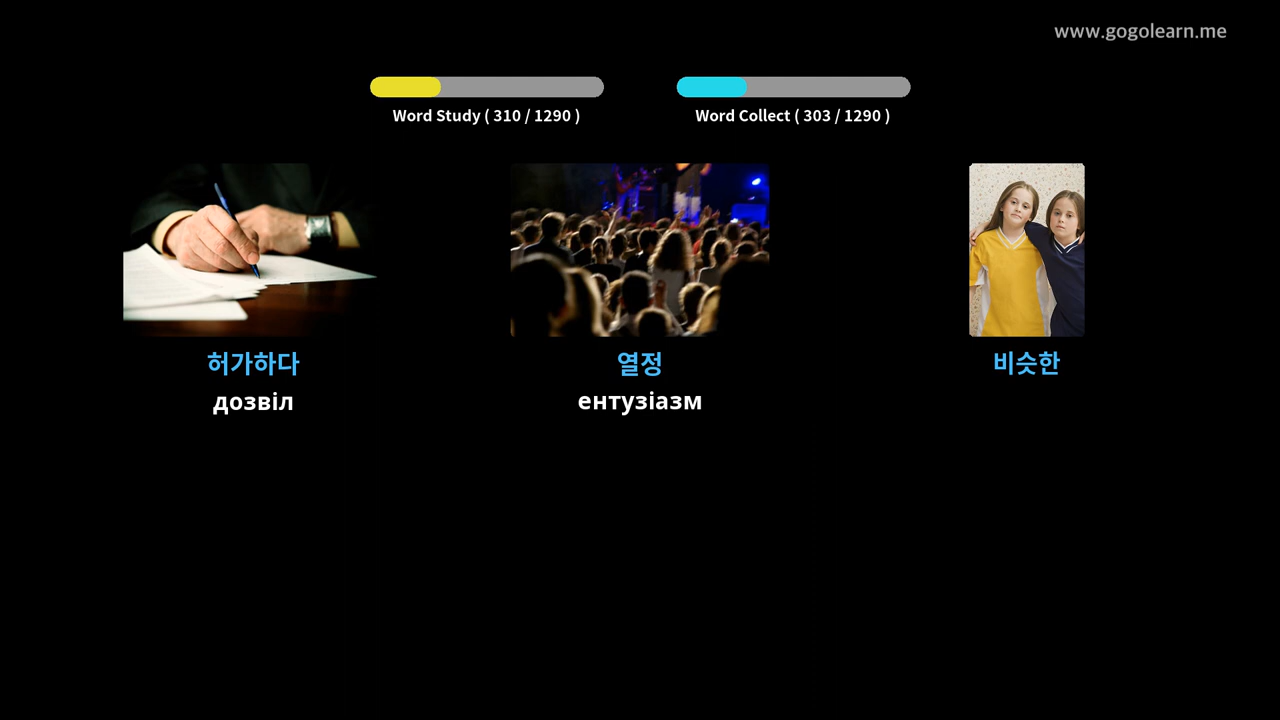 www.gogolearn.me
Word Study ( 310 / 1290 )
Word Collect ( 303 / 1290 )
허가하다
열정
비슷한
дозвіл
ентузіазм